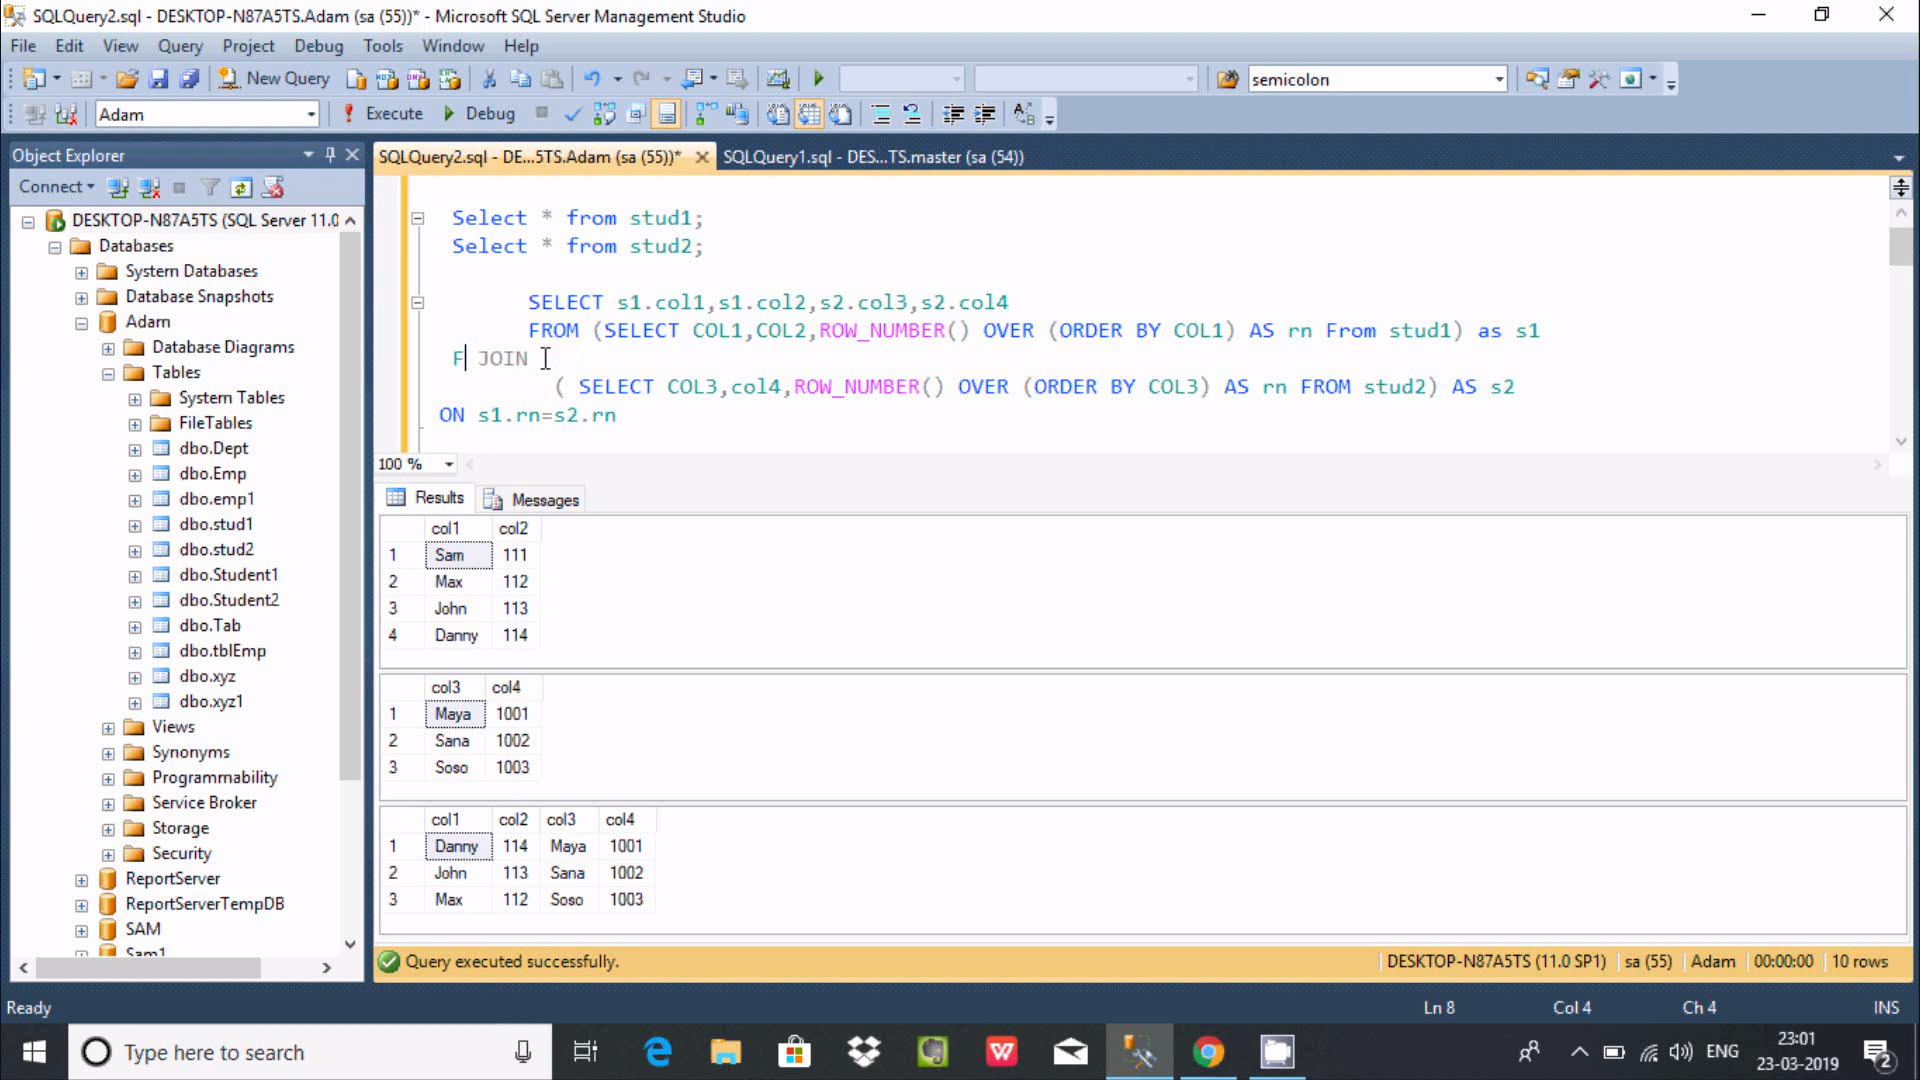 SQLQuery2.sql - DESKTOP-N87A5TS.Adam (sa (55))* - Microsoft SQL Server Management Studio
File Edit View Query Project Debug Tools Window Help
New Query semicolon
Adam Execute Debug
Object Explorer
SQLQuery2.sql - DE...5TS.Adam (sa (55))* SQLQuery1.sql - DES...TS.master (sa (54))
Connect
DESKTOP-N87A5TS (SQL Server 11.0
Databases
System Databases
Database Snapshots
Adam
Database Diagrams
Tables
System Tables
FileTables
dbo.Dept
dbo.Emp
dbo.emp1
dbo.stud1
dbo.stud2
dbo.Student1
dbo.Student2
dbo.Tab
dbo.tblEmp
dbo.xyz
dbo.xyz1
Views
Synonyms
Programmability
Service Broker
Storage
Security
ReportServer
ReportServerTempDB
SAM
Sam1
Select * from stud1;
Select * from stud2;
SELECT s1.col1,s1.col2,s2.col3,s2.col4
FROM (SELECT COL1,COL2,ROW_NUMBER() OVER (ORDER BY COL1) AS rn From stud1) as s1
F JOIN
( SELECT COL3,col4,ROW_NUMBER() OVER (ORDER BY COL3) AS rn FROM stud2) AS s2
ON s1.rn=s2.rn
100 %
Results Messages
col1 col2
1 Sam 111
2 Max 112
3 John 113
4 Danny 114
col3 col4
1 Maya 1001
2 Sana 1002
3 Soso 1003
col1 col2 col3 col4
1 Danny 114 Maya 1001
2 John 113 Sana 1002
3 Max 112 Soso 1003
Query executed successfully. DESKTOP-N87A5TS (11.0 SP1) sa (55) Adam 00:00:00 10 rows
Ready Ln 8 Col 4 Ch 4 INS
Type here to search ENG 23:01
23-03-2019 2